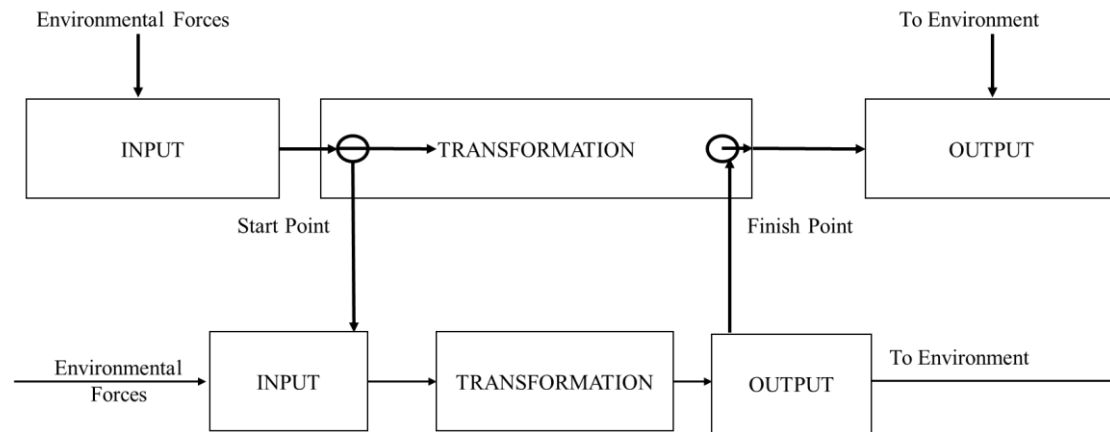 Environmental Forces
To Environment
INPUT
TRANSFORMATION
OUTPUT
Start Point
Finish Point
Environmental
Forces
INPUT
TRANSFORMATION
OUTPUT
To Environment